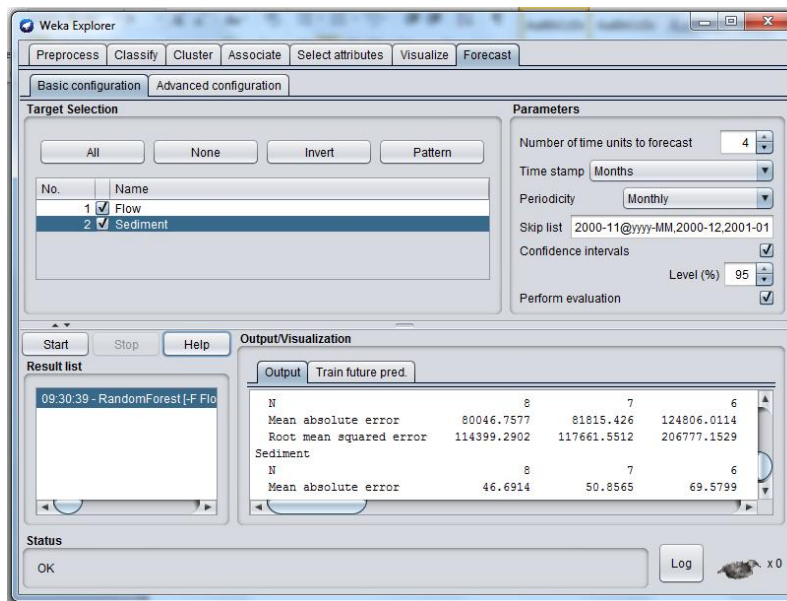 Weka Explorer
Preprocess Classify Cluster Associate Select attributes Visualize Forecast
Basic configuration Advanced configuration
Target Selection
All None Invert Pattern
No. Name
1 Flow
2 Sediment
Parameters
Number of time units to forecast 4
Time stamp Months
Periodicity Monthly
Skip list 2000-11@yyyy-MM,2000-12,2001-01
Confidence intervals
Level (%) 95
Perform evaluation
Start Stop Help
Result list
09:30:39 - RandomForest [-F Flo
Output/Visualization
Output Train future pred.
N 8 7 6
Mean absolute error 80046.7577 81815.426 124806.0114
Root mean squared error 114399.2902 117661.5512 206777.1529
Sediment
N 8 7 6
Mean absolute error 46.6914 50.8565 69.5799
Status
OK
Log x 0